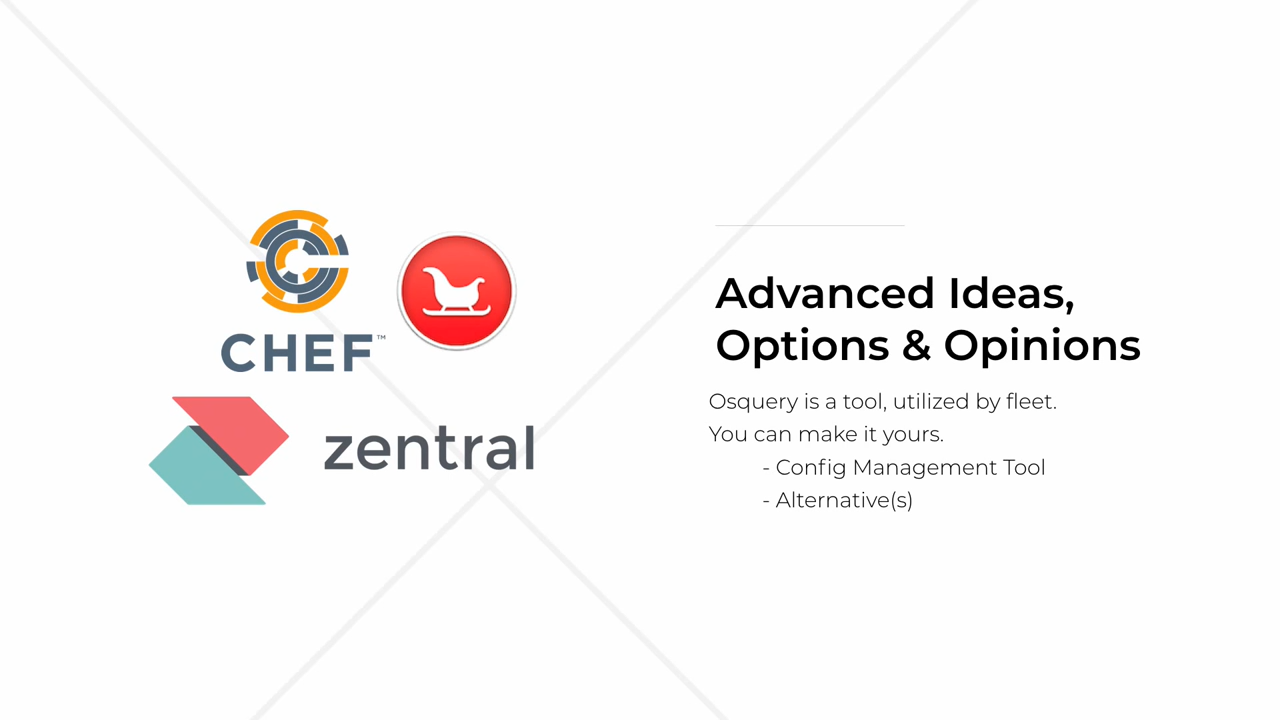 CHEF™
zentral
Advanced Ideas,
Options & Opinions
Osquery is a tool, utilized by fleet.
You can make it yours.
- Config Management Tool
- Alternative(s)